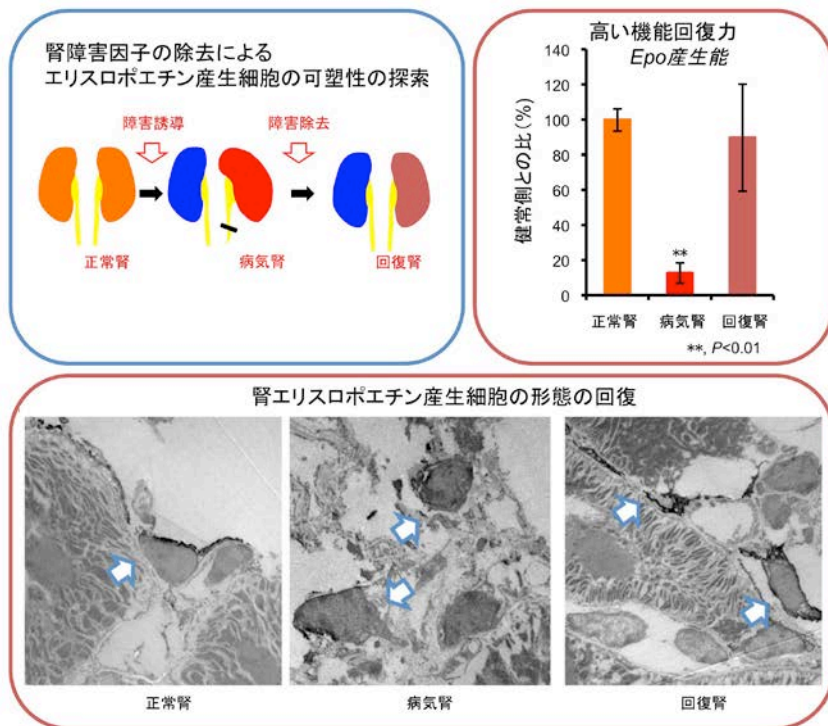 腎障害因子の除去による
エリスロポエチン産生細胞の可塑性の探索
障害誘導
障害除去
正常腎
病気腎
回復腎
高い機能回復力
Epo産生能
健常側との比(%)
140
120
100
80
60
40
20
0
**
正常腎
病気腎
回復腎
**, P<0.01
腎エリスロポエチン産生細胞の形態の回復
正常腎
病気腎
回復腎